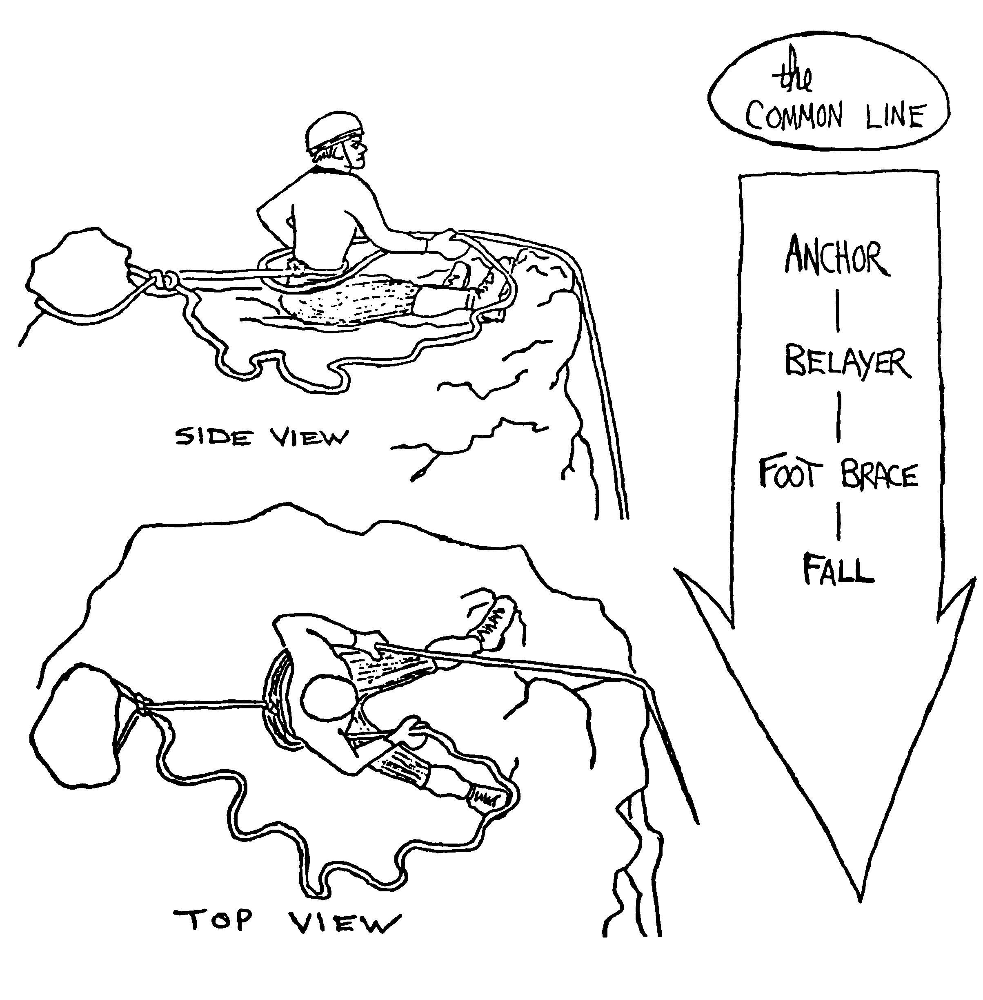 the
COMMON LINE
ANCHOR
BELAYER
FOOT BRACE
FALL
SIDE VIEW
TOP VIEW